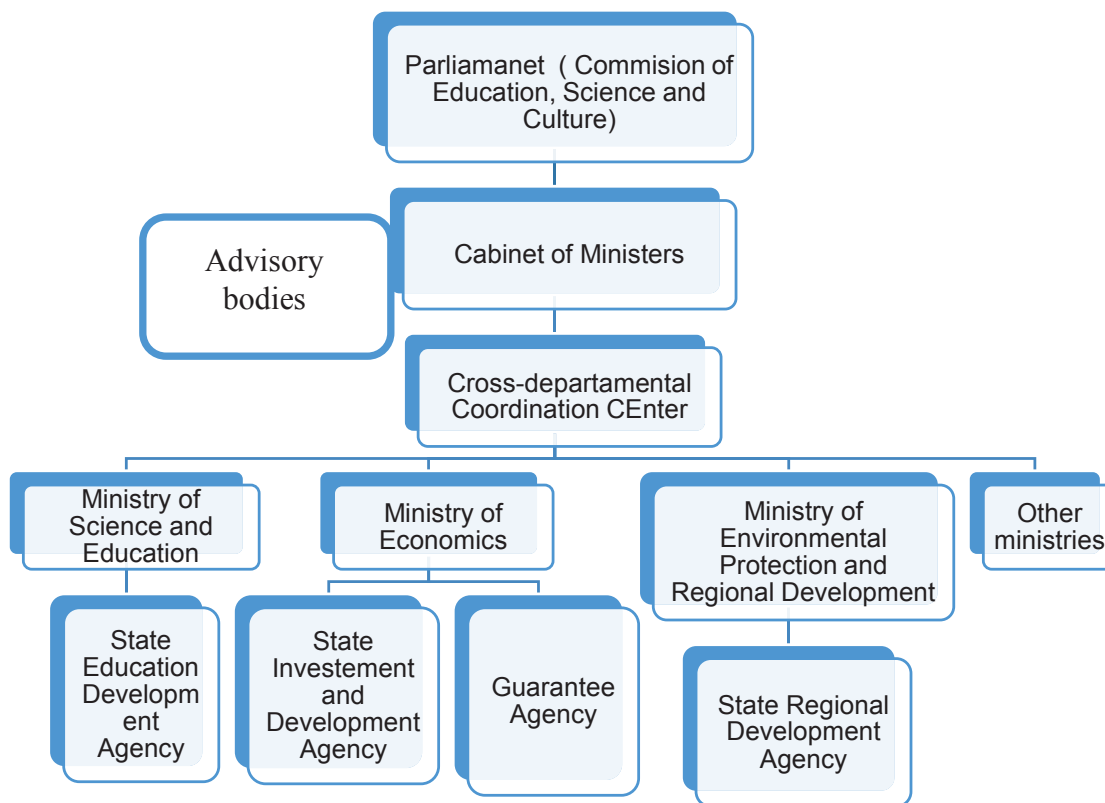 Parliamanet ( Commision of
Education, Science and
Culture)
Advisory
bodies
Cabinet of Ministers
Cross-departamental
Coordination CEnter
Ministry of
Science and
Education
Ministry of
Economics
Ministry of
Environmental
Protection and
Regional Development
Other
ministries
State
Education
Developm
ent
Agency
State
Investement
and
Development
Agency
Guarantee
Agency
State Regional
Development
Agency